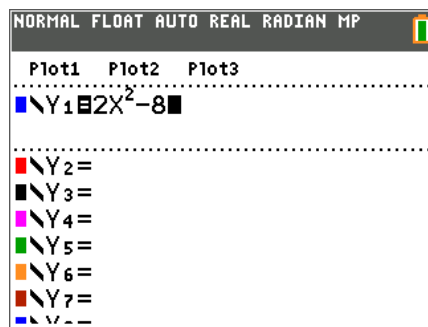 NORMAL FLOAT AUTO REAL RADIAN MP
Plot1 Plot2 Plot3
\Y₁=2X²-8
\Y₂=
\Y₃=
\Y₄=
\Y₅=
\Y₆=
\Y₇=